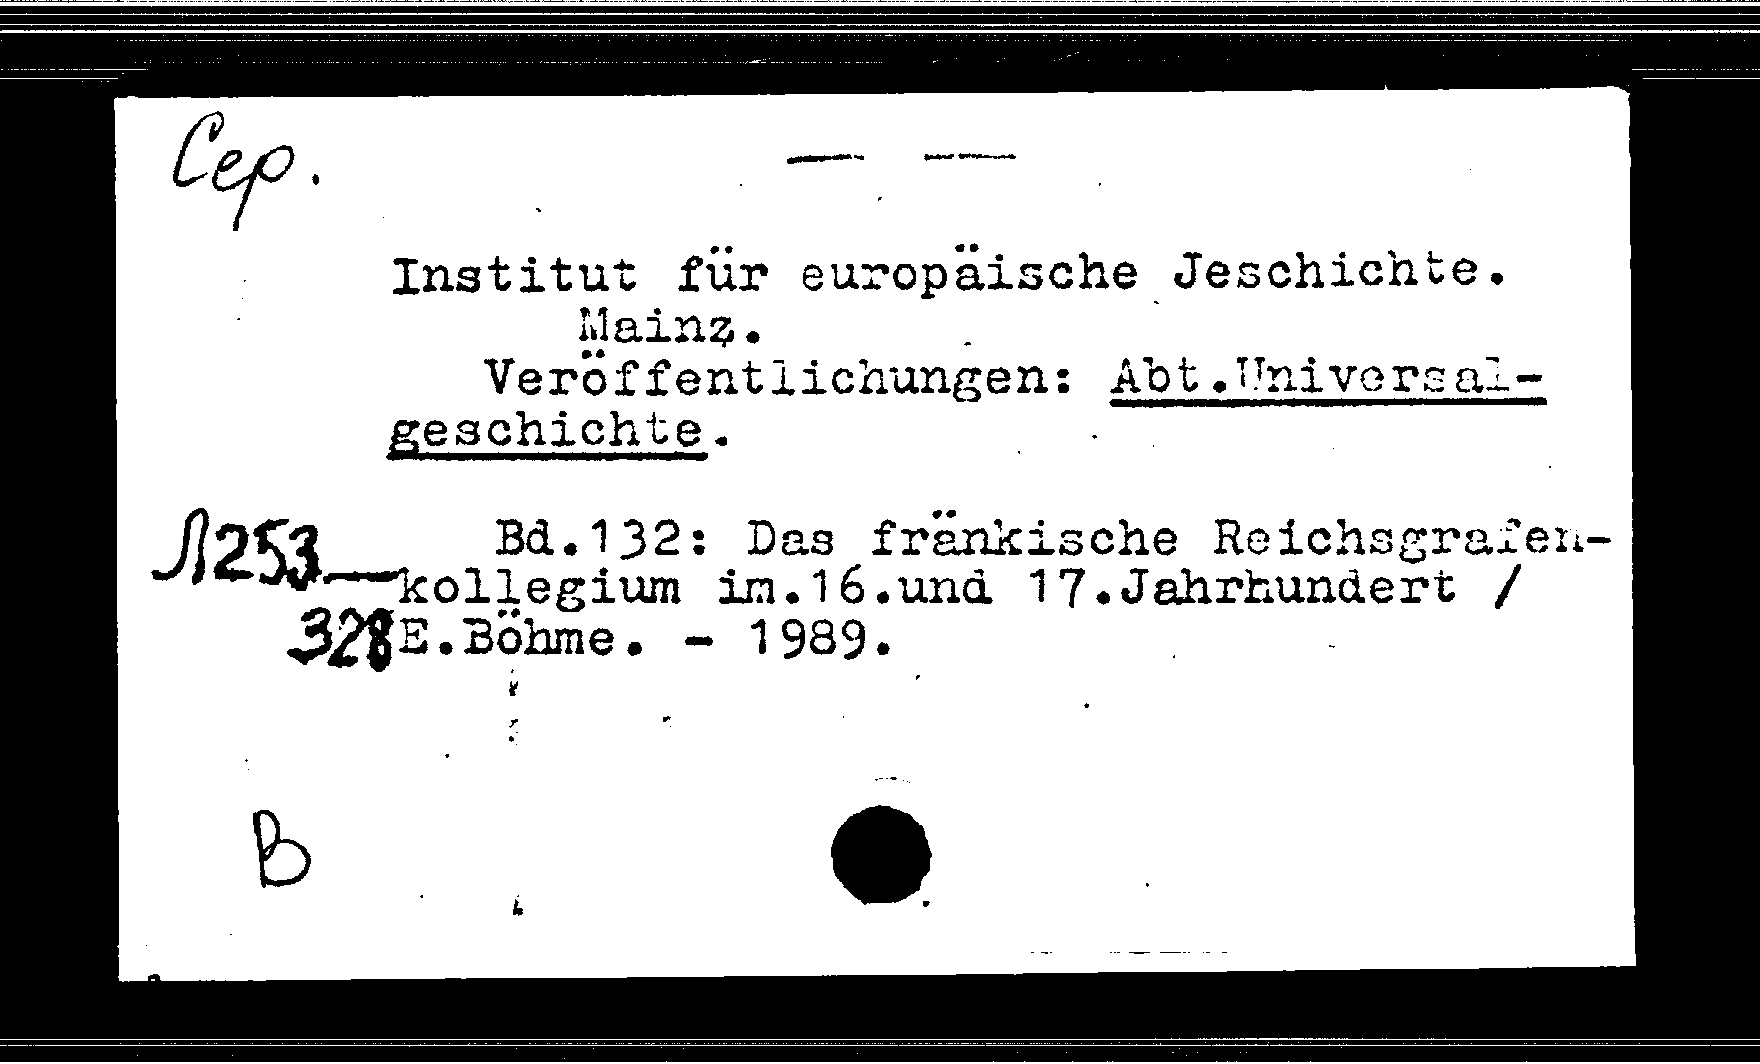 Сер.
Institut für europäische Jeschichte.
Mainz.
Veröffentlichungen: Abt.Universal-
geschichte.
Л253
Bd.132: Das fränkische Reichsgrafen-
kollegium im.16.und 17.Jahrhundert /
328
E.Böhme. - 1989.
В